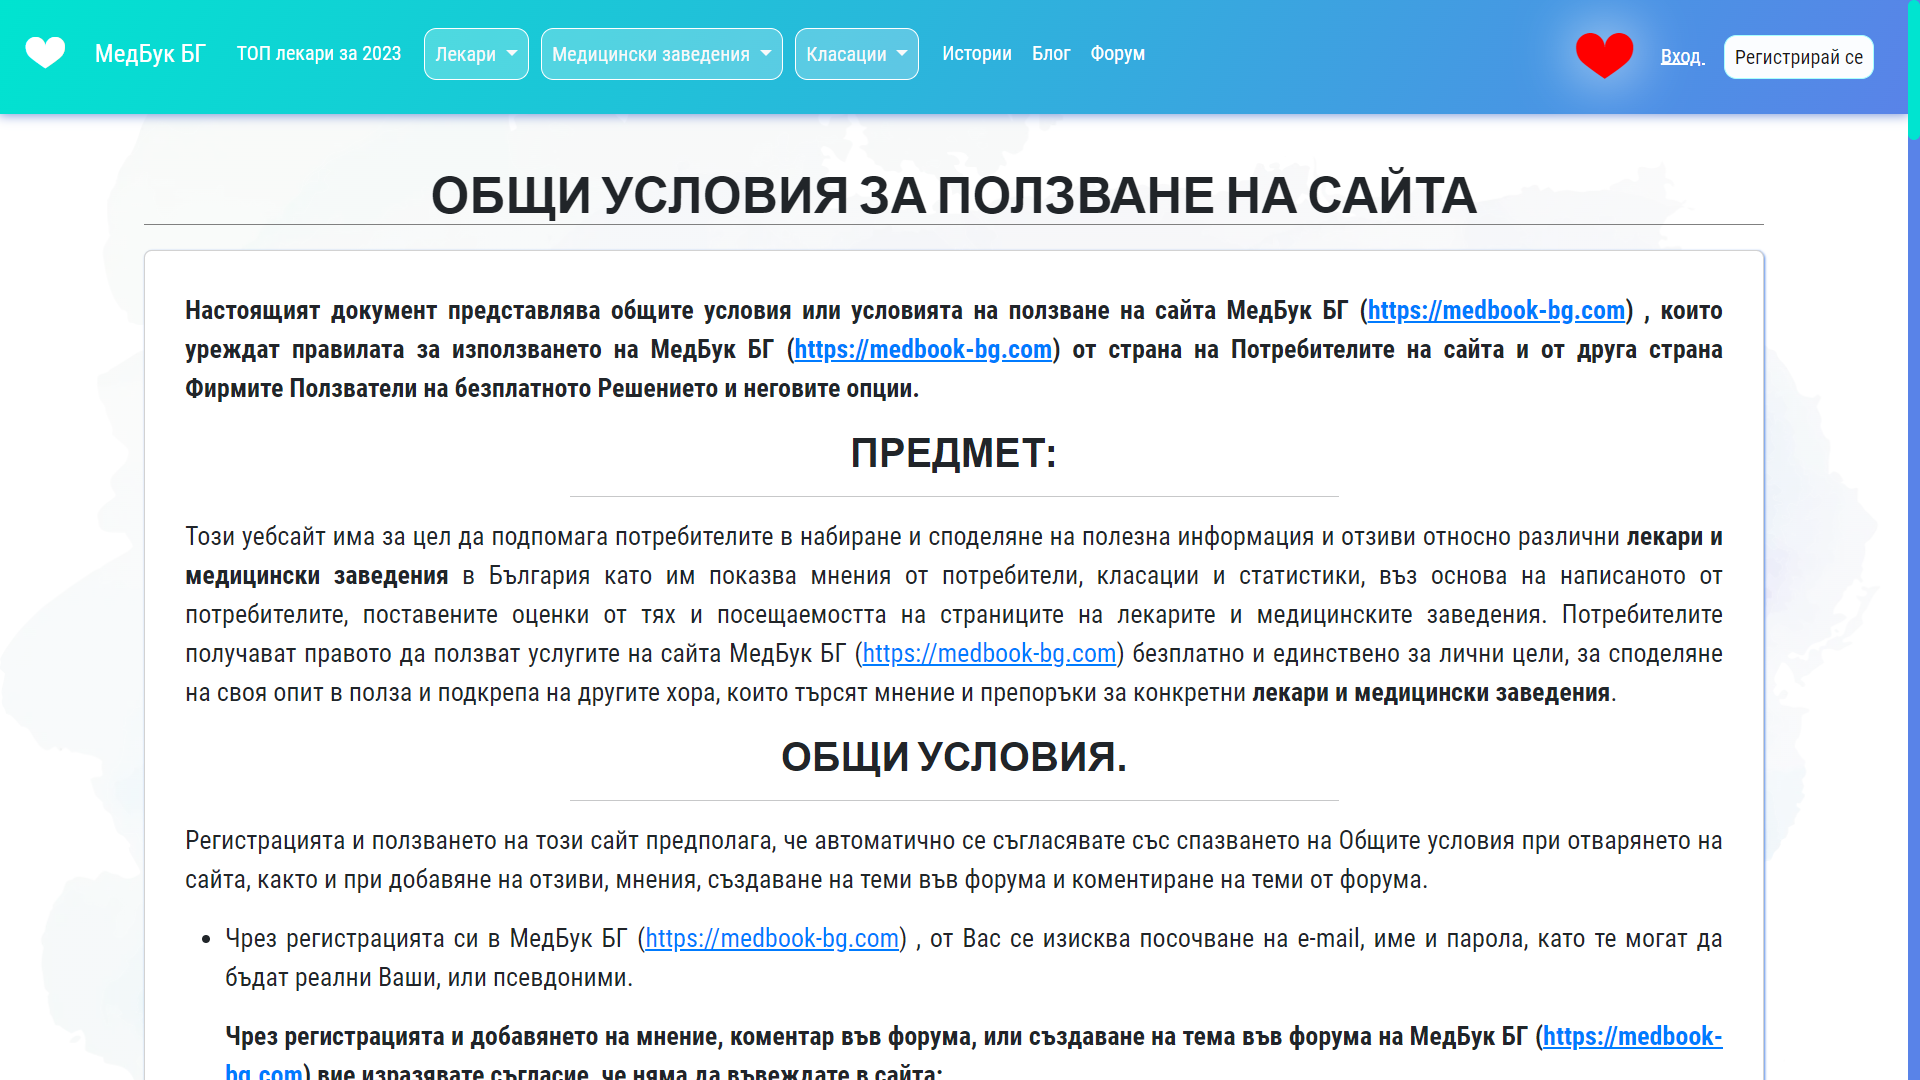 МедБук БГ ТОП лекари за 2023 Лекари Медицински заведения Класации Истории Блог Форум Вход Регистрирай се
ОБЩИ УСЛОВИЯ ЗА ПОЛЗВАНЕ НА САЙТА
Настоящият документ представлява общите условия или условията на ползване на сайта МедБук БГ (https://medbook-bg.com) , които
уреждат правилата за използването на МедБук БГ (https://medbook-bg.com) от страна на Потребителите на сайта и от друга страна
Фирмите Ползватели на безплатното Решението и неговите опции.
ПРЕДМЕТ:
Този уебсайт има за цел да подпомага потребителите в набиране и споделяне на полезна информация и отзиви относно различни лекари и
медицински заведения в България като им показва мнения от потребители, класации и статистики, въз основа на написаното от
потребителите, поставените оценки от тях и посещаемостта на страниците на лекарите и медицинските заведения. Потребителите
получават правото да ползват услугите на сайта МедБук БГ (https://medbook-bg.com) безплатно и единствено за лични цели, за споделяне
на своя опит в полза и подкрепа на другите хора, които търсят мнение и препоръки за конкретни лекари и медицински заведения.
ОБЩИ УСЛОВИЯ.
Регистрацията и ползването на този сайт предполага, че автоматично се съгласявате със спазването на Общите условия при отварянето на
сайта, както и при добавяне на отзиви, мнения, създаване на теми във форума и коментиране на теми от форума.
• Чрез регистрацията си в МедБук БГ (https://medbook-bg.com) , от Вас се изисква посочване на e-mail, име и парола, като те могат да
бъдат реални Ваши, или псевдоними.
Чрез регистрацията и добавянето на мнение, коментар във форума, или създаване на тема във форума на МедБук БГ (https://medbook-
bg.com) вие изразявате съгласие, че няма да въвеждате в сайта: